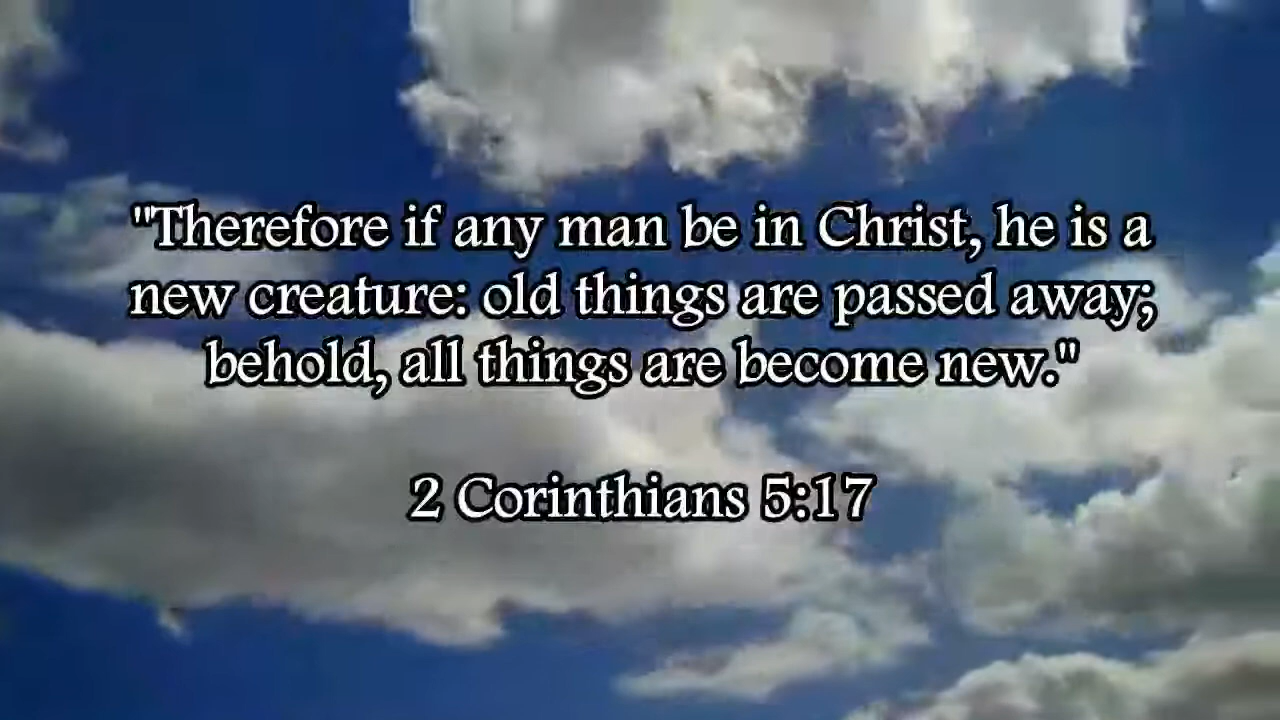 "Therefore if any man be in Christ, he is a
new creature: old things are passed away;
behold, all things are become new."
2 Corinthians 5:17